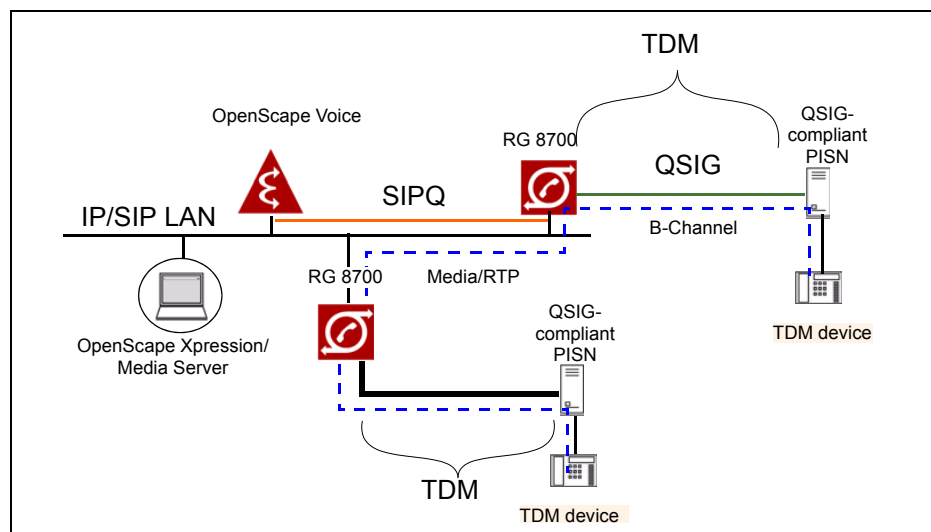 TDM
OpenScape Voice
QSIG-
compliant
PISN
RG 8700
QSIG
SIPQ
IP/SIP LAN
B-Channel
RG 8700
Media/RTP
TDM device
OpenScape Xpression/
Media Server
QSIG-
compliant
PISN
TDM
TDM device